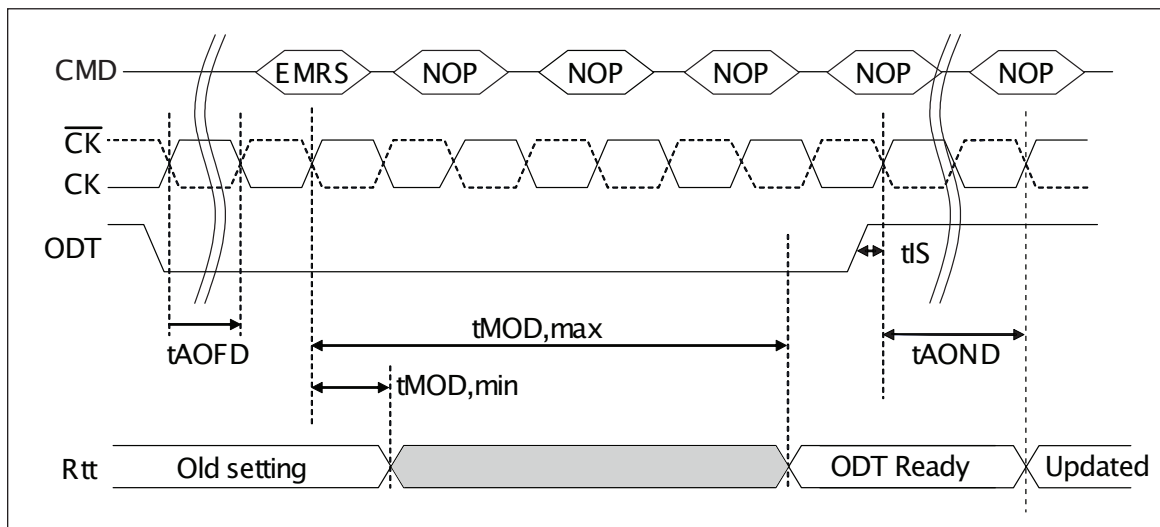 CMD EMRS NOP NOP NOP NOP NOP
CK
CK
ODT
tIS
tMOD,max
tAOFD
tAOND
tMOD,min
Rtt Old setting ODT Ready Updated